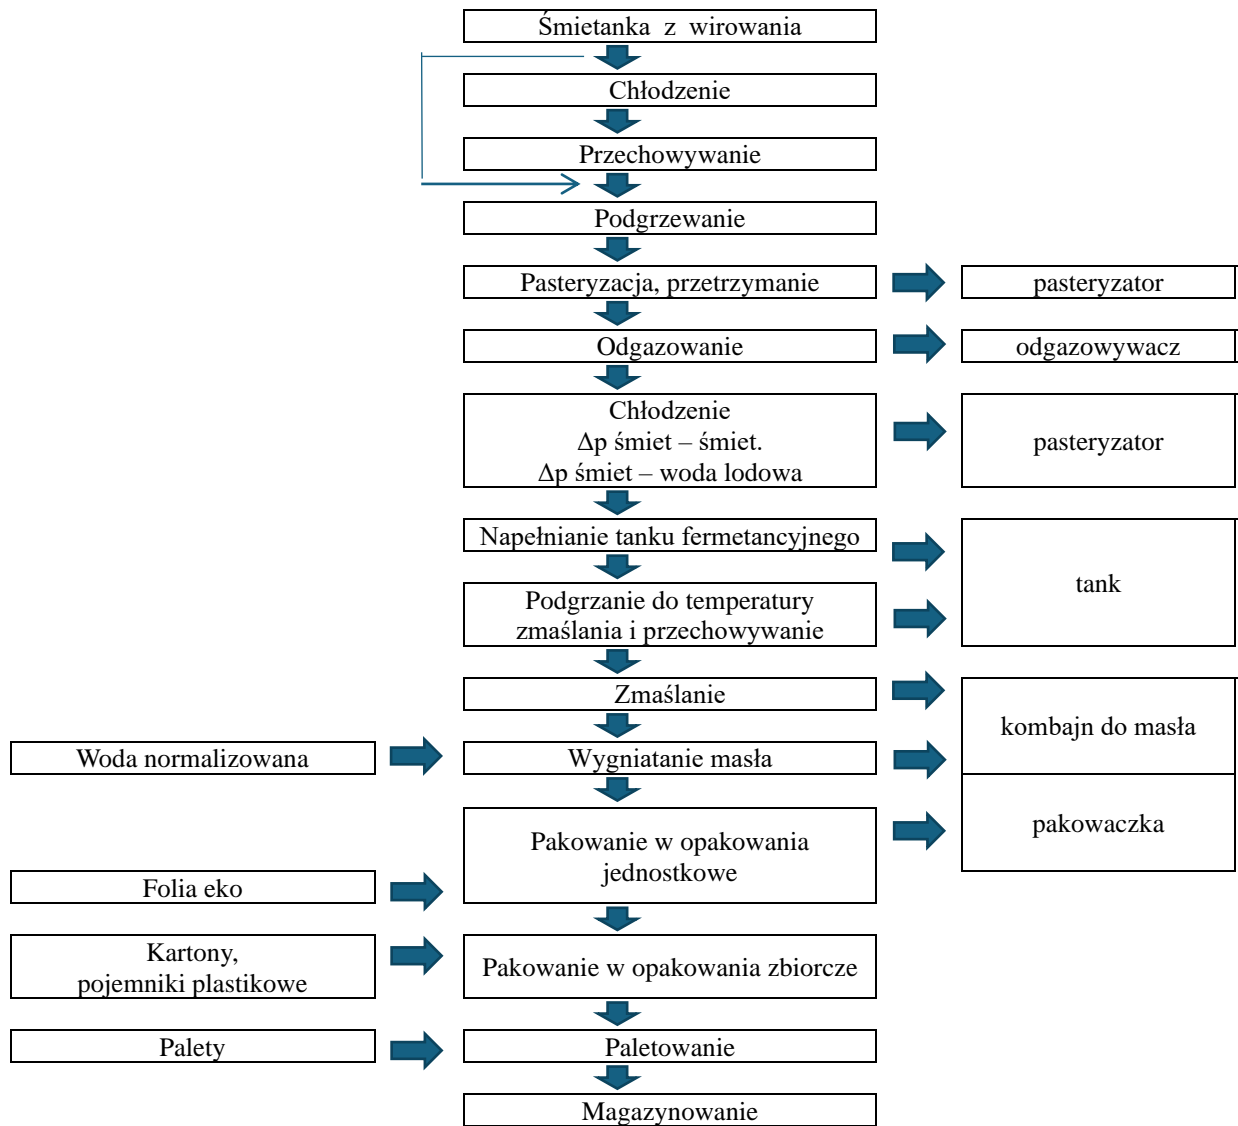 Śmietanka z wirowania
Chłodzenie
Przechowywanie
Podgrzewanie
Pasteryzacja, przetrzymanie
pasteryzator
Odgazowanie
odgazowywacz
Chłodzenie
Δp śmiet – śmiet.
Δp śmiet – woda lodowa
pasteryzator
Napełnianie tanku fermetancyjnego
Podgrzanie do temperatury
zmaślania i przechowywanie
tank
Zmaślanie
kombajn do masła
Woda normalizowana
Wygniatanie masła
Pakowanie w opakowania
jednostkowe
pakowaczka
Folia eko
Kartony,
pojemniki plastikowe
Pakowanie w opakowania zbiorcze
Palety
Paletowanie
Magazynowanie